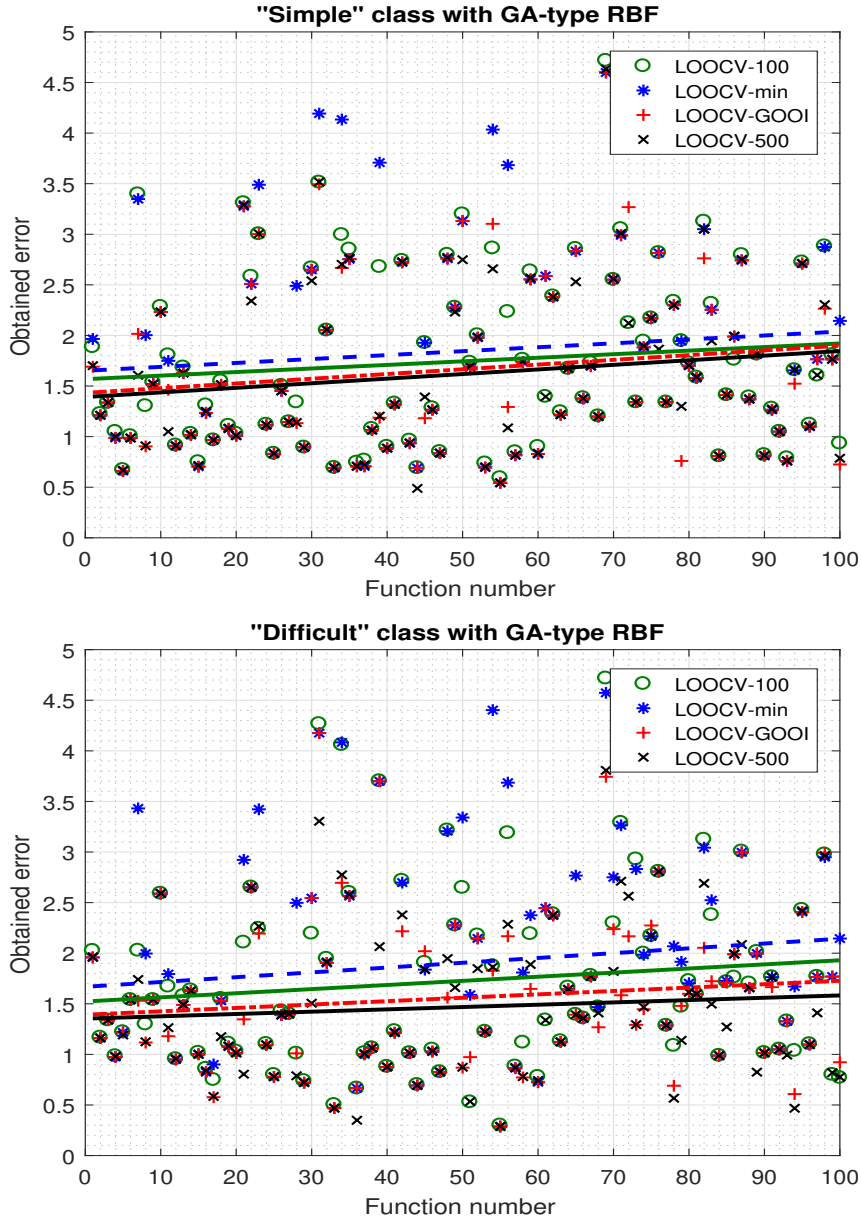 "Simple" class with GA-type RBF
5
4.5
4
3.5
3
2.5
2
1.5
1
0.5
0
Obtained error
LOOCV-100
LOOCV-min
LOOCV-GOOI
LOOCV-500
0 10 20 30 40 50 60 70 80 90 100
Function number
"Difficult" class with GA-type RBF
5
4.5
4
3.5
3
2.5
2
1.5
1
0.5
0
Obtained error
LOOCV-100
LOOCV-min
LOOCV-GOOI
LOOCV-500
0 10 20 30 40 50 60 70 80 90 100
Function number